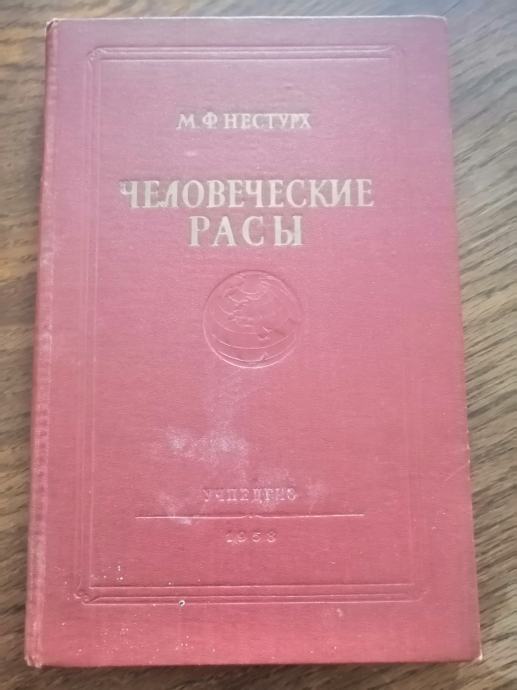 М. Ф. НЕСТУРХ
ЧЕЛОВЕЧЕСКИЕ
РАСЫ
УЧПЕДГИЗ
1958